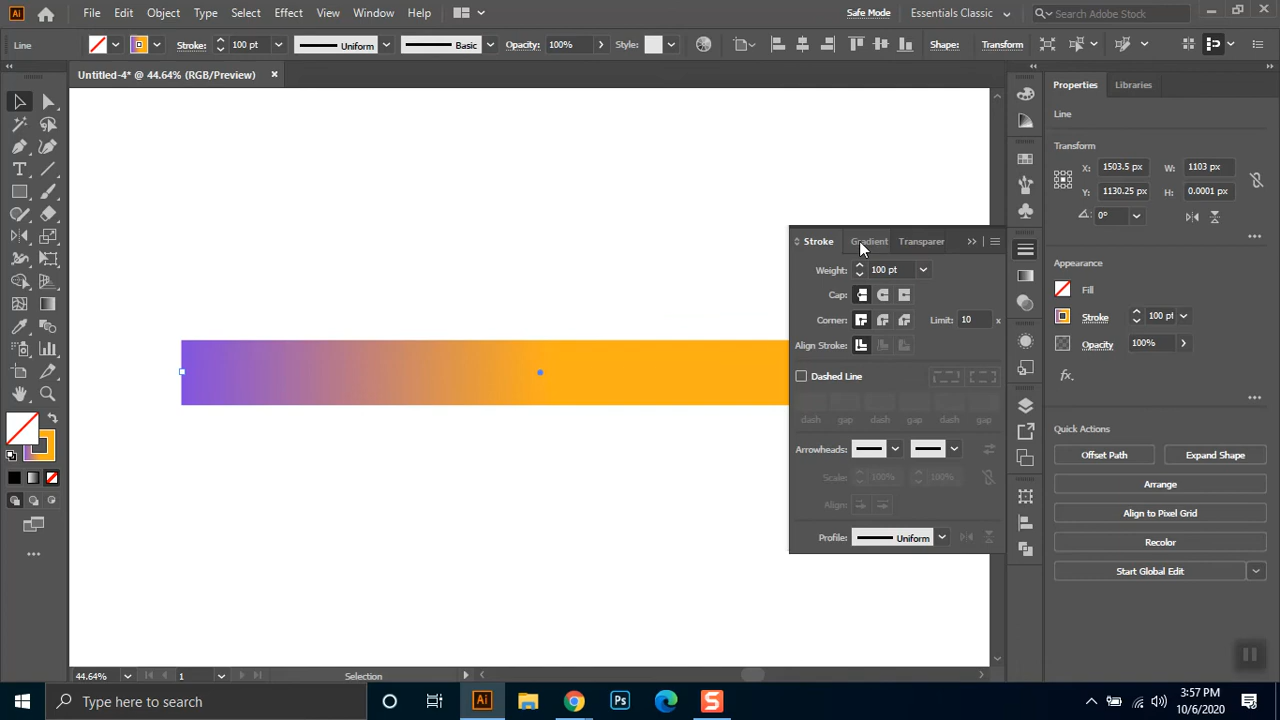 Ai File Edit Object Type Select Effect View Window Help Safe Mode Essentials Classic Search Adobe Stock
Line Stroke: 100 pt Uniform Basic Opacity: 100% Style: Shape: Transform
Untitled-4* @ 44.64% (RGB/Preview) ×
Properties Libraries
Line
Transform
X: 1503.5 px W: 1103 px
Y: 1130.25 px H: 0.0001 px
0°
Stroke Gradient Transparer
Weight: 100 pt
Cap:
Corner: Limit: 10 x
Align Stroke:
Dashed Line
dash gap dash gap dash gap
Arrowheads:
Scale: 100% 100%
Align:
Profile: Uniform
Appearance
Fill
Stroke 100 pt
Opacity 100%
fx.
Quick Actions
Offset Path Expand Shape
Arrange
Align to Pixel Grid
Recolor
Start Global Edit
44.64% 1 Selection
Type here to search Ai Ps S 3:57 PM
10/6/2020